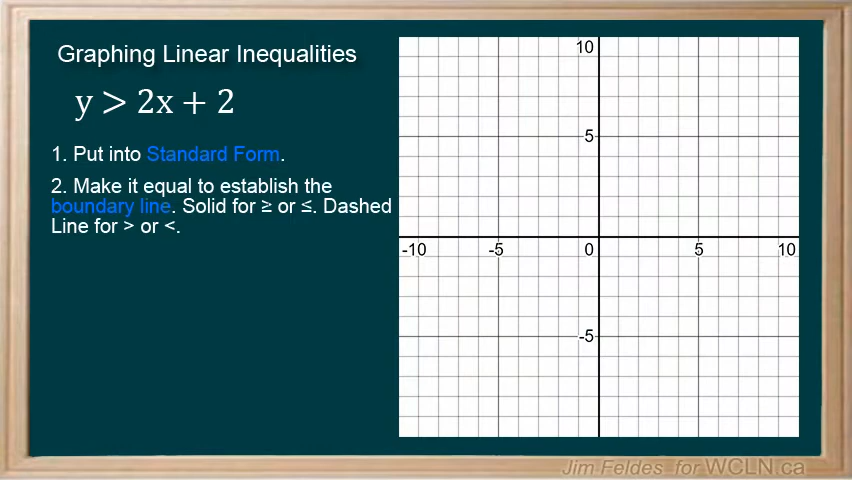 Graphing Linear Inequalities
y > 2x + 2
1. Put into Standard Form.
2. Make it equal to establish the
boundary line. Solid for ≥ or ≤. Dashed
Line for > or <.
10
5
-10 -5 0 5 10
-5
Jim Feldes for WCLN.ca